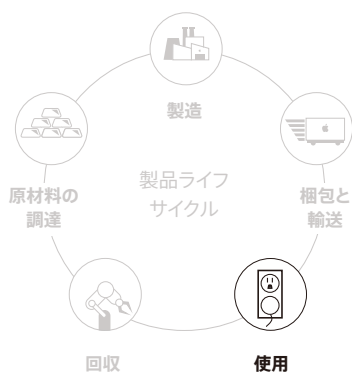 製造
原材料の
調達
製品ライフ
サイクル
梱包と
輸送
回収
使用